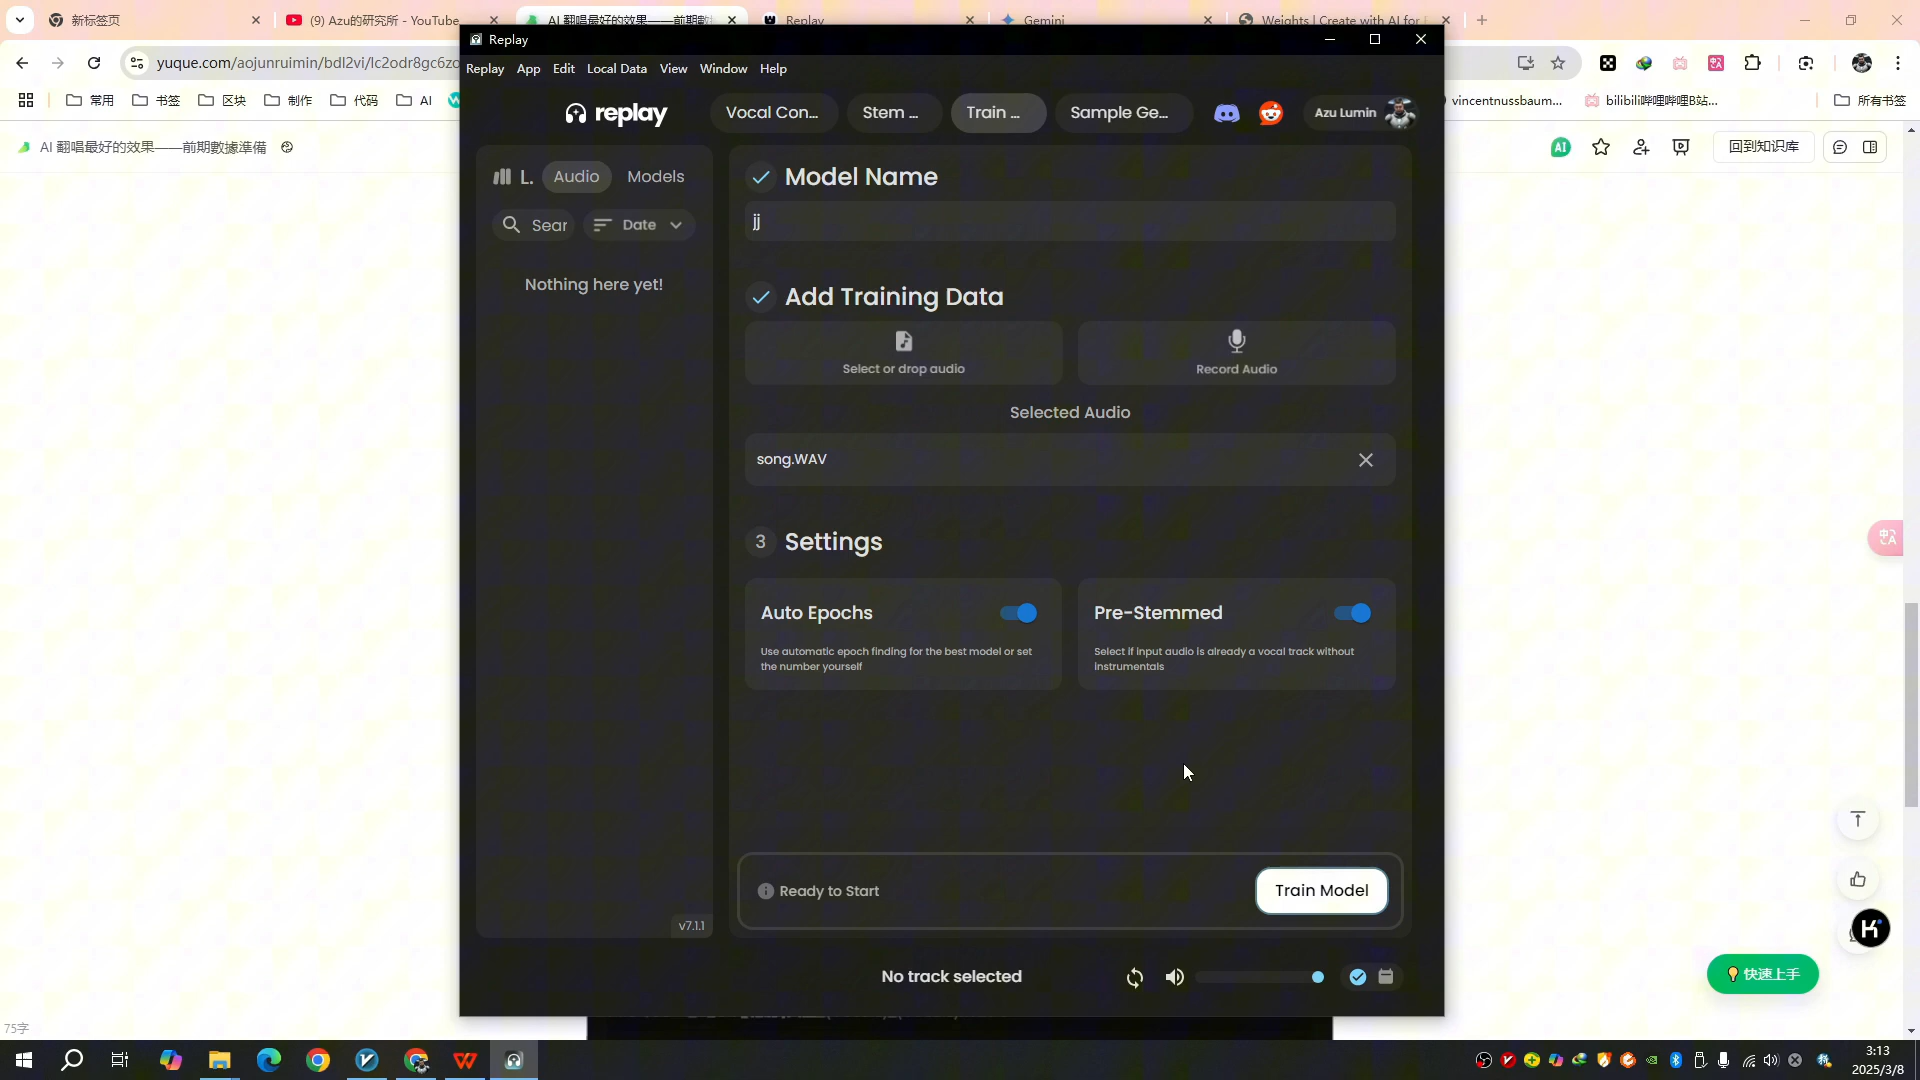 新标签页
(9) Azu的研究所 - YouTube
AI 翻唱最好的效果——前期數
Replay
Gemini
Weights | Create with AI for
Replay
yuque.com/aojunruimin/bdl2vi/lc2odr8gc6zo
Replay App Edit Local Data View Window Help
常用
书签
区块
制作
代码
AI
vincentnussbaum...
bilibili哔哩哔哩B站...
所有书签
replay
Vocal Con...
Stem ...
Train ...
Sample Ge...
Azu Lumin
AI 翻唱最好的效果——前期數據準備
AI
回到知识库
L.
Audio
Models
Sear
Date
Nothing here yet!
v7.1.1
Model Name
jj
Add Training Data
Select or drop audio
Record Audio
Selected Audio
song.WAV
3 Settings
Auto Epochs
Use automatic epoch finding for the best model or set
the number yourself
Pre-Stemmed
Select if input audio is already a vocal track without
instrumentals
Ready to Start
Train Model
No track selected
快速上手
75字
3:13
2025/3/8